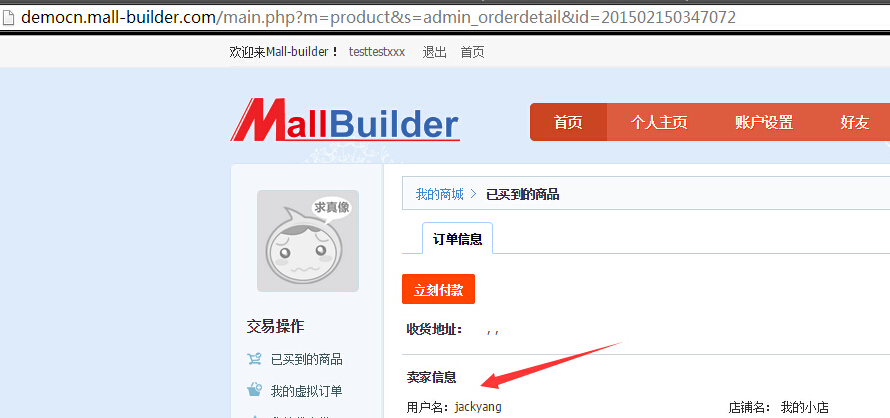 democn.mall-builder.com/main.php?m=product&s=admin_orderdetail&id=201502150347072
欢迎来Mall-builder！ testtestxxx 退出 首页
MallBuilder
首页 个人主页 账户设置 好友
求真像
我的商城 > 已买到的商品
订单信息
立刻付款
收货地址： , ,
交易操作
已买到的商品
卖家信息
我的虚拟订单
用户名：jackyang 店铺名： 我的小店